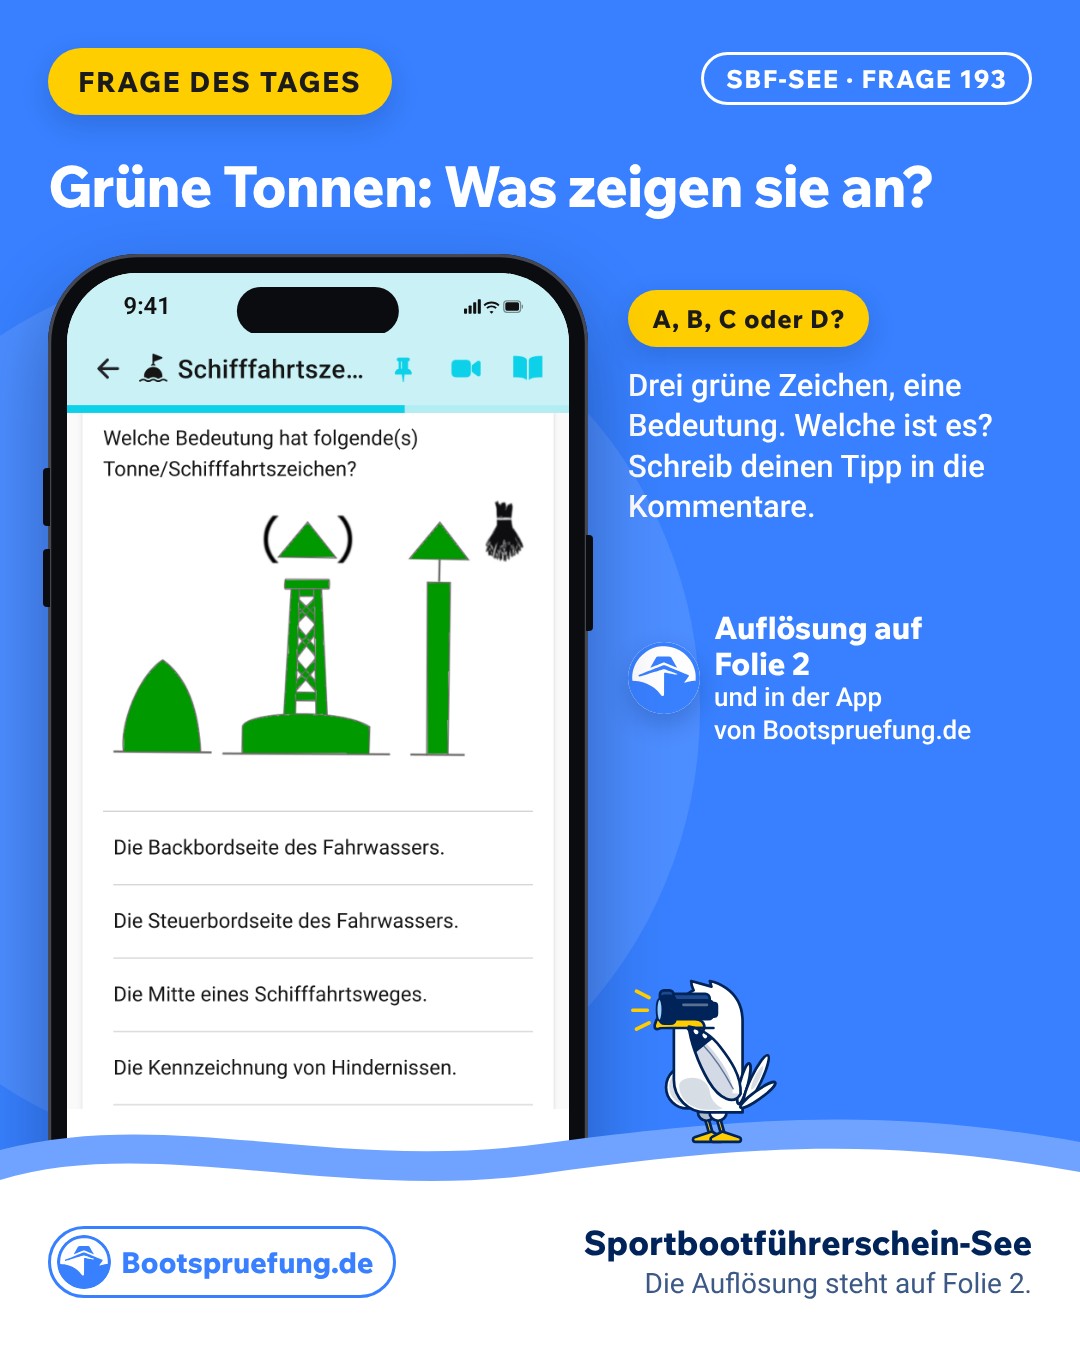 FRAGE DES TAGES
SBF-SEE · FRAGE 193
Grüne Tonnen: Was zeigen sie an?
9:41
Schifffahrtsze...
Welche Bedeutung hat folgende(s)
Tonne/Schifffahrtszeichen?
( )
Die Backbordseite des Fahrwassers.
Die Steuerbordseite des Fahrwassers.
Die Mitte eines Schifffahrtsweges.
Die Kennzeichnung von Hindernissen.
A, B, C oder D?
Drei grüne Zeichen, eine
Bedeutung. Welche ist es?
Schreib deinen Tipp in die
Kommentare.
Auflösung auf
Folie 2
und in der App
von Bootspruefung.de
Bootspruefung.de
Sportbootführerschein-See
Die Auflösung steht auf Folie 2.